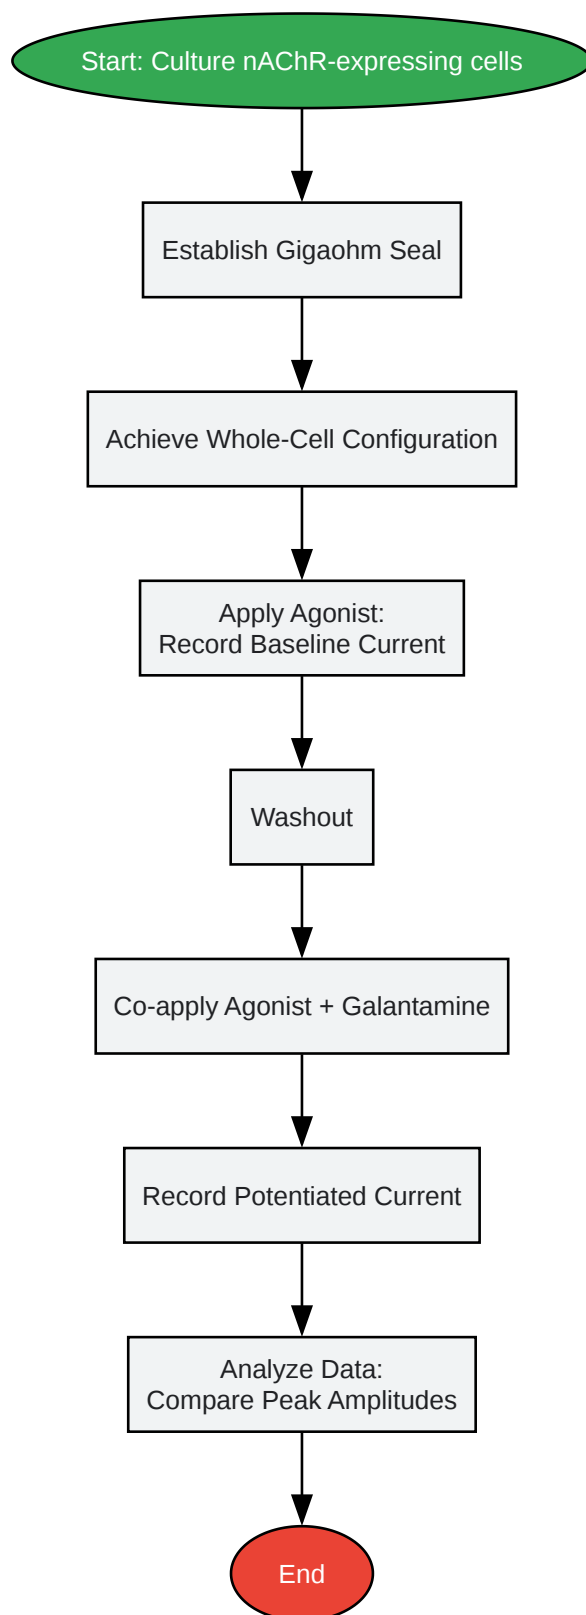 Start: Culture nAChR-expressing cells
Establish Gigaohm Seal
Achieve Whole-Cell Configuration
Apply Agonist:
Record Baseline Current
Washout
Co-apply Agonist + Galantamine
Record Potentiated Current
Analyze Data:
Compare Peak Amplitudes
End